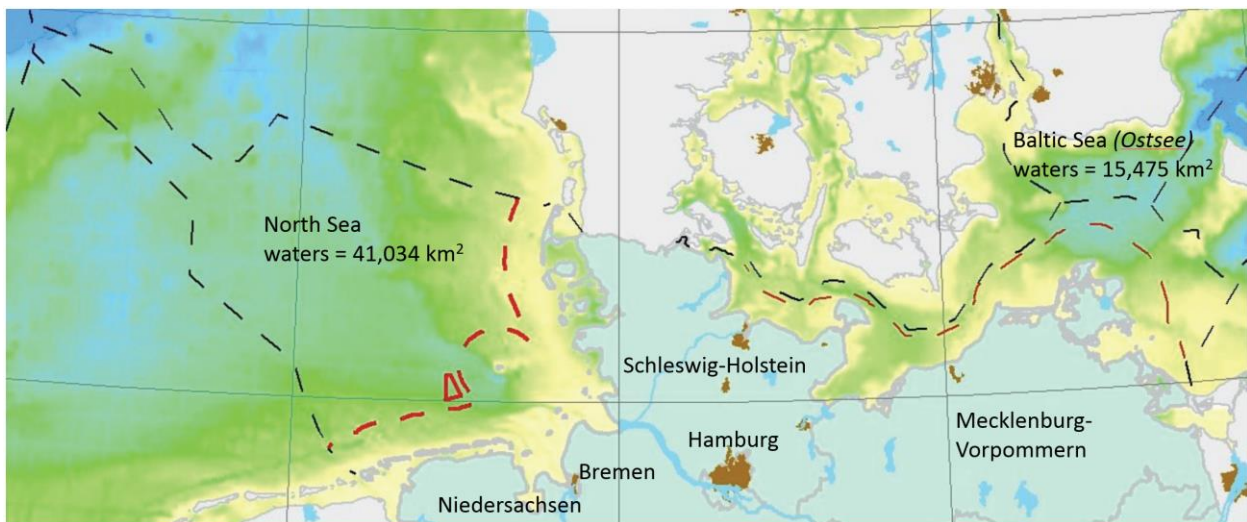 Baltic Sea (Ostsee)
waters = 15,475 km²
North Sea
waters = 41,034 km²
Schleswig-Holstein
Mecklenburg-
Vorpommern
Hamburg
Bremen
Niedersachsen